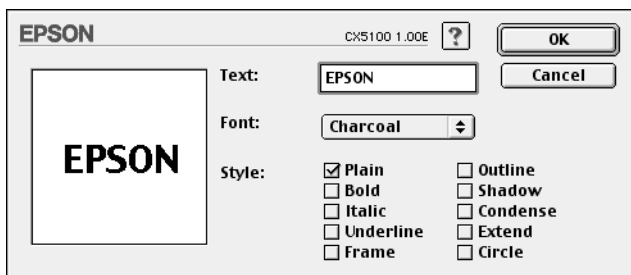 EPSON
CX5100 1.00E ? OK
Text: EPSON Cancel
Font: Charcoal
EPSON
Style: Plain Outline
Bold Shadow
Italic Condense
Underline Extend
Frame Circle